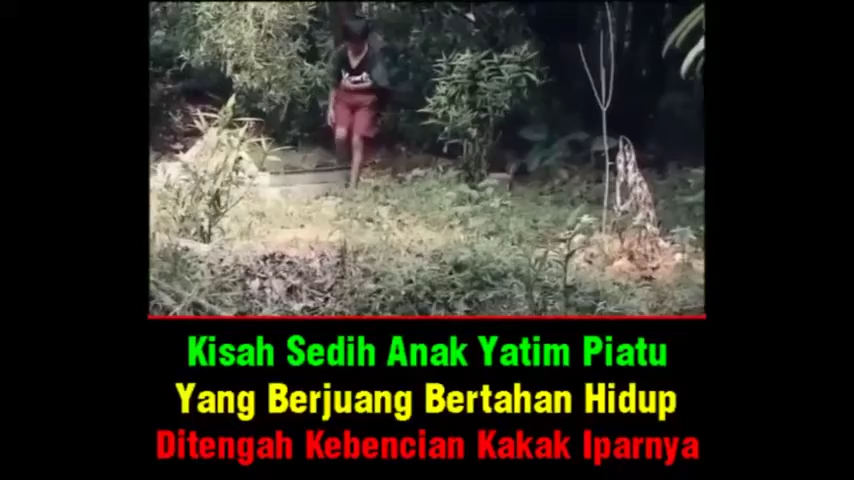 Kisah Sedih Anak Yatim Piatu
Yang Berjuang Bertahan Hidup
Ditengah Kebencian Kakak Iparnya